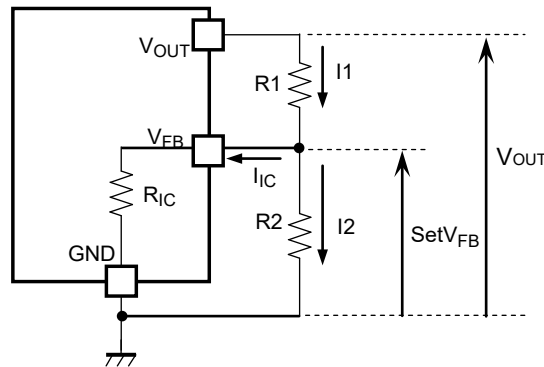 VOUT
R1
I1
VFB
IIC
VOUT
RIC
R2
I2
SetVFB
GND